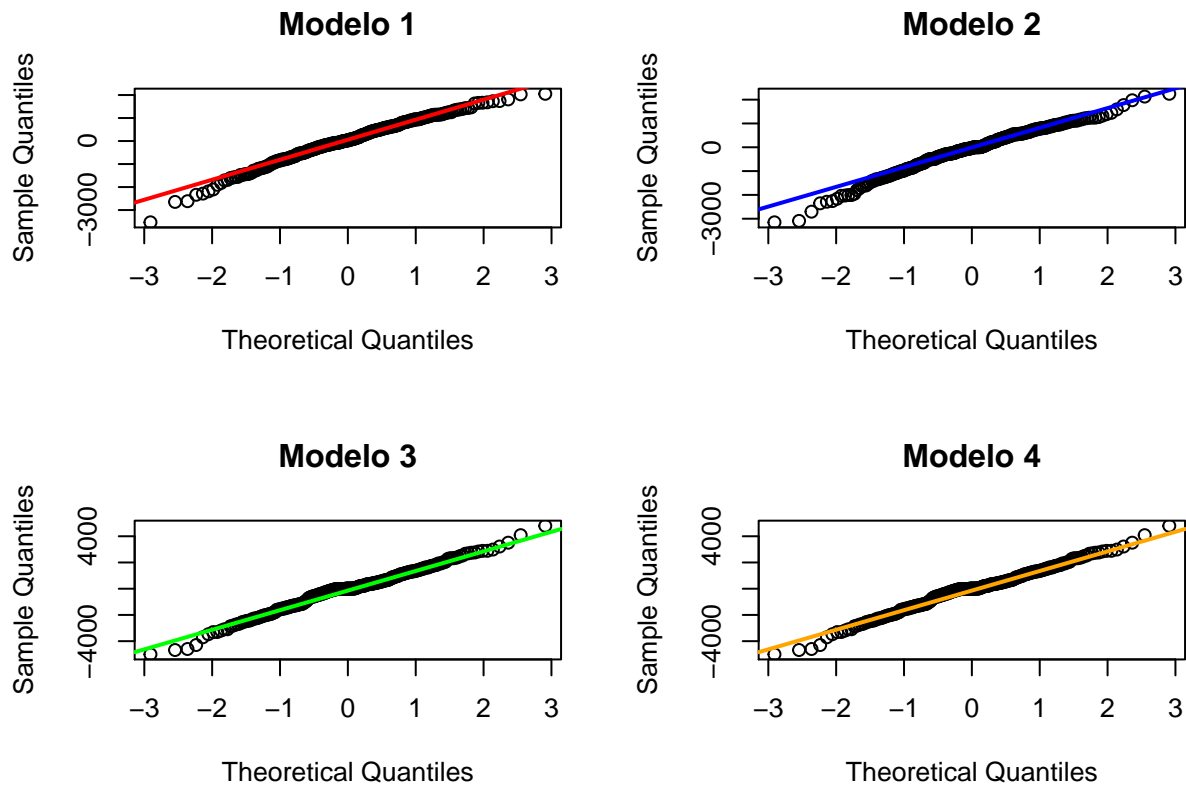 Modelo 1
Sample Quantiles
0
−3000
−3 −2 −1 0 1 2 3
Theoretical Quantiles
Modelo 2
Sample Quantiles
0
−3000
−3 −2 −1 0 1 2 3
Theoretical Quantiles
Modelo 3
Sample Quantiles
4000
−4000
−3 −2 −1 0 1 2 3
Theoretical Quantiles
Modelo 4
Sample Quantiles
4000
−4000
−3 −2 −1 0 1 2 3
Theoretical Quantiles